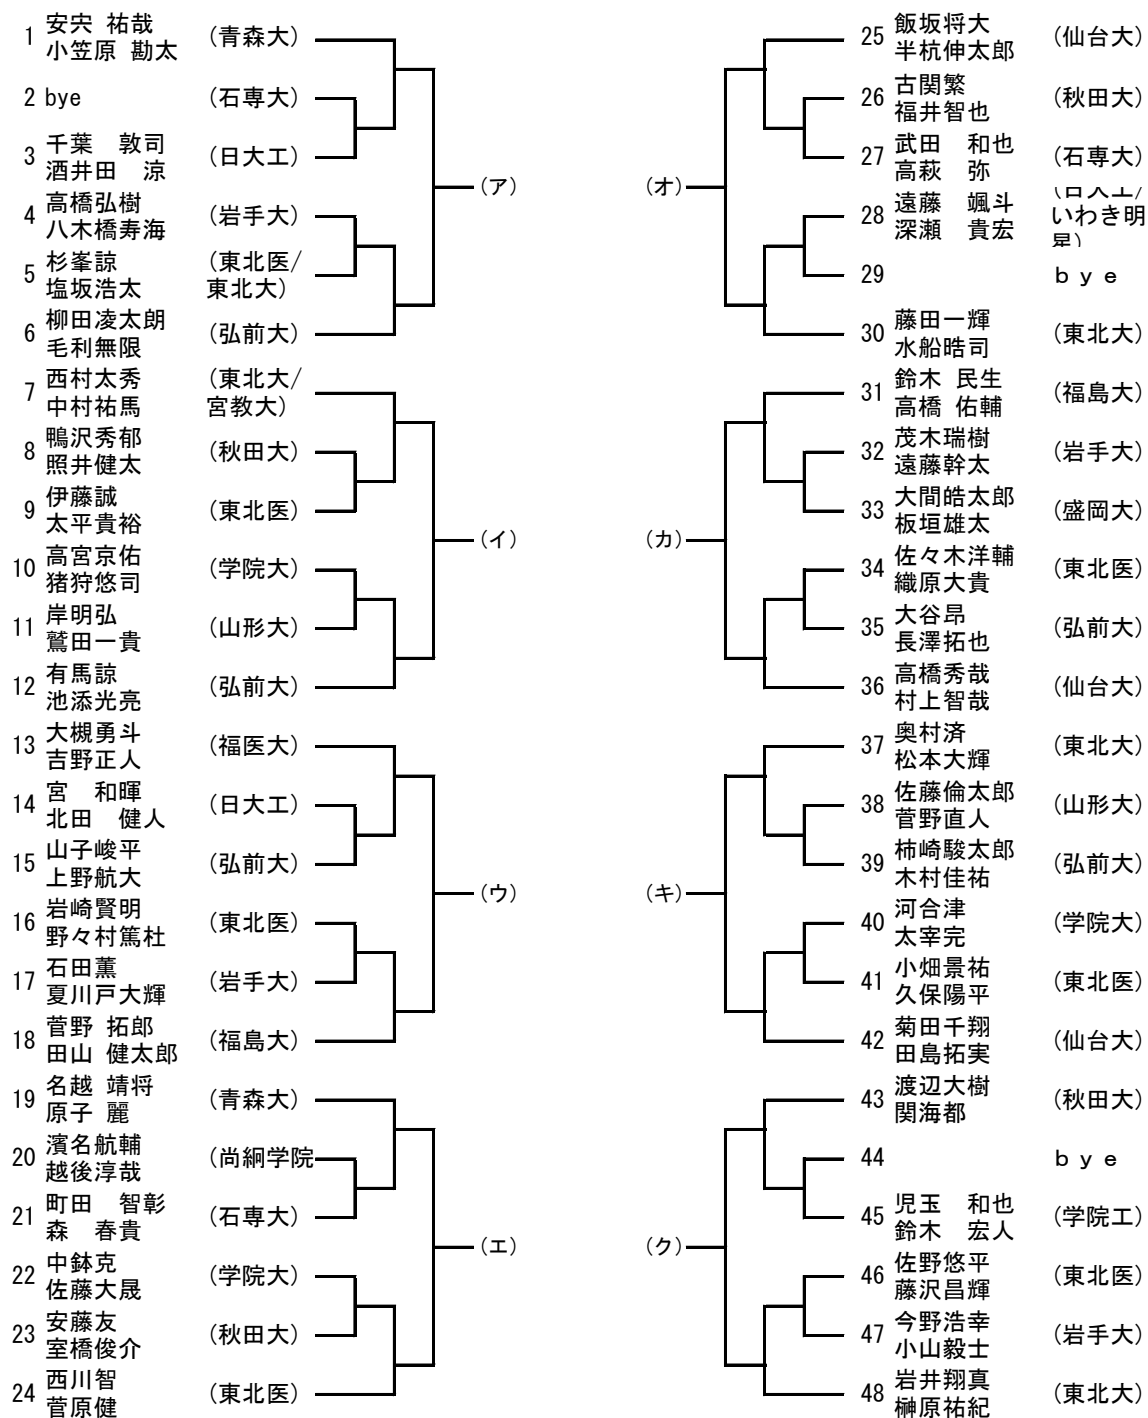 安宍 祐哉
1 (青森大)
小笠原 勘太
2 bye (石専大)
千葉 敦司
3 (日大工)
酒井田 涼
(ア)
高橋弘樹
4 (岩手大)
八木橋寿海
杉峯諒 (東北医/
5
塩坂浩太 東北大)
柳田凌太朗
6 (弘前大)
毛利無限
西村太秀 (東北大/
7
中村祐馬 宮教大)
鴨沢秀郁
8 (秋田大)
照井健太
伊藤誠
9 (東北医)
太平貴裕
(イ)
高宮京佑
10 (学院大)
猪狩悠司
岸明弘
11 (山形大)
鷲田一貴
有馬諒
12 (弘前大)
池添光亮
大槻勇斗
13 (福医大)
吉野正人
宮 和暉
14 (日大工)
北田 健人
山子峻平
15 (弘前大)
上野航大
(ウ)
岩崎賢明
16 (東北医)
野々村篤杜
石田薫
17 (岩手大)
夏川戸大輝
菅野 拓郎
18 (福島大)
田山 健太郎
名越 靖将
19 (青森大)
原子 麗
濱名航輔
20 (尚絅学院
越後淳哉
町田 智彰
21 (石専大)
森 春貴
(エ)
中鉢克
22 (学院大)
佐藤大晟
安藤友
23 (秋田大)
室橋俊介
西川智
24 (東北医)
菅原健
飯坂将大
25 (仙台大)
半杭伸太郎
古関繁
26 (秋田大)
福井智也
武田 和也
27 (石専大)
高萩 弥
(オ)
遠藤 颯斗 (日大工/
28 いわき明
深瀬 貴宏 星)
29 bye
藤田一輝
30 (東北大)
水船晧司
鈴木 民生
31 (福島大)
高橋 佑輔
茂木瑞樹
32 (岩手大)
遠藤幹太
大間皓太郎
33 (盛岡大)
板垣雄太
(カ)
佐々木洋輔
34 (東北医)
織原大貴
大谷昂
35 (弘前大)
長澤拓也
高橋秀哉
36 (仙台大)
村上智哉
奥村済
37 (東北大)
松本大輝
佐藤倫太郎
38 (山形大)
菅野直人
柿崎駿太郎
39 (弘前大)
木村佳祐
(キ)
河合津
40 (学院大)
太宰完
小畑景祐
41 (東北医)
久保陽平
菊田千翔
42 (仙台大)
田島拓実
渡辺大樹
43 (秋田大)
関海都
44 bye
児玉 和也
45 (学院工)
鈴木 宏人
(ク)
佐野悠平
46 (東北医)
藤沢昌輝
今野浩幸
47 (岩手大)
小山毅士
岩井翔真
48 (東北大)
榊原祐紀